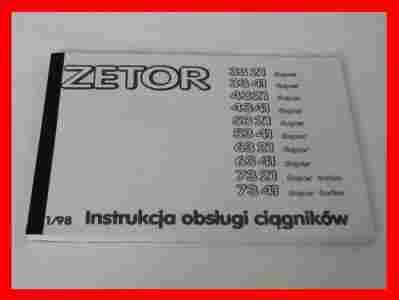 ZETOR
3321 Super
3341 Super
4321 Super
4341 Super
5321 Super
5341 Super
6321 Super
6341 Super
7321 Super Turbo
7341 Super Turbo
1/98 Instrukcja obsługi ciągników